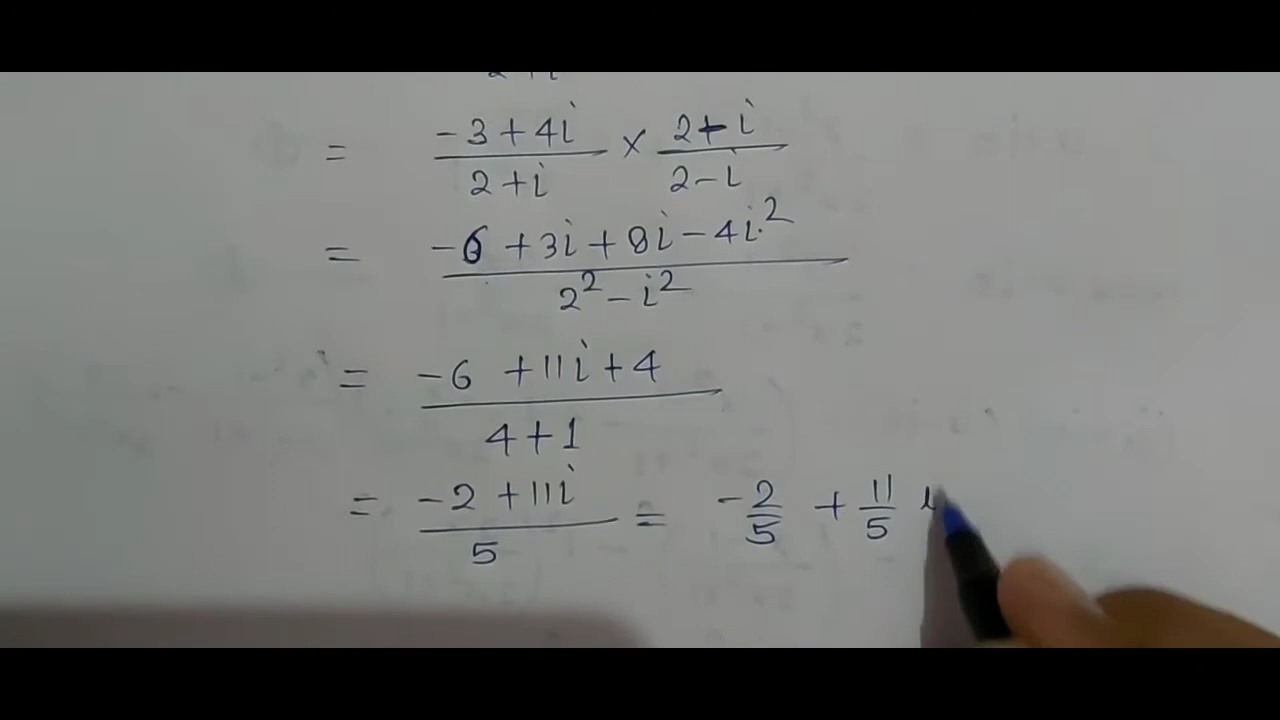 2+i
= -3+4i/2+i × 2-i/2-i
= -6+3i+8i-4i²/2²-i²
= -6+11i+4/4+1
= -2+11i/5 = -2/5 + 11/5 i